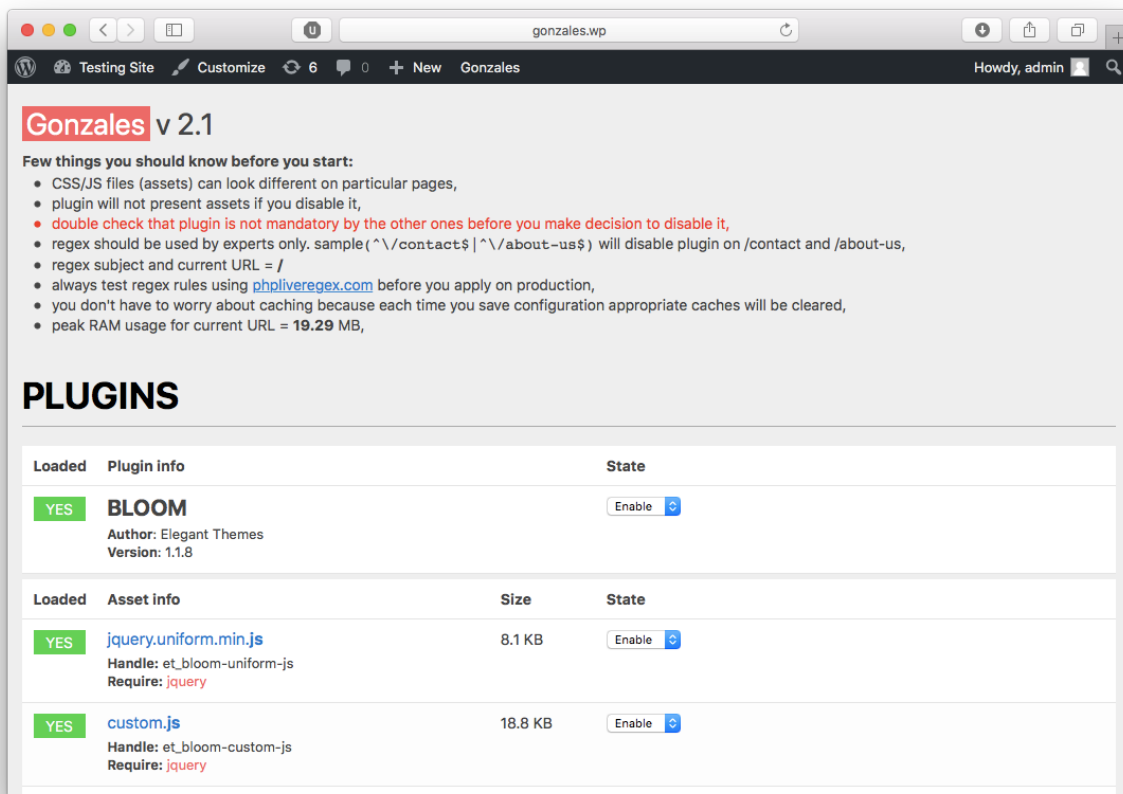 gonzales.wp
Testing Site Customize 6 0 New Gonzales Howdy, admin
Gonzales v 2.1
Few things you should know before you start:
CSS/JS files (assets) can look different on particular pages,
plugin will not present assets if you disable it,
double check that plugin is not mandatory by the other ones before you make decision to disable it,
regex should be used by experts only. sample(^\/contact$|^\/about-us$) will disable plugin on /contact and /about-us,
regex subject and current URL = /
always test regex rules using phpliveregex.com before you apply on production,
you don't have to worry about caching because each time you save configuration appropriate caches will be cleared,
peak RAM usage for current URL = 19.29 MB,
PLUGINS
Loaded Plugin info State
YES BLOOM Enable
Author: Elegant Themes
Version: 1.1.8
Loaded Asset info Size State
YES jquery.uniform.min.js 8.1 KB Enable
Handle: et_bloom-uniform-js
Require: jquery
YES custom.js 18.8 KB Enable
Handle: et_bloom-custom-js
Require: jquery